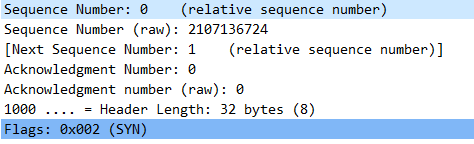 Sequence Number: 0    (relative sequence number)
Sequence Number (raw): 2107136724
[Next Sequence Number: 1    (relative sequence number)]
Acknowledgment Number: 0
Acknowledgment number (raw): 0
1000 .... = Header Length: 32 bytes (8)
Flags: 0x002 (SYN)